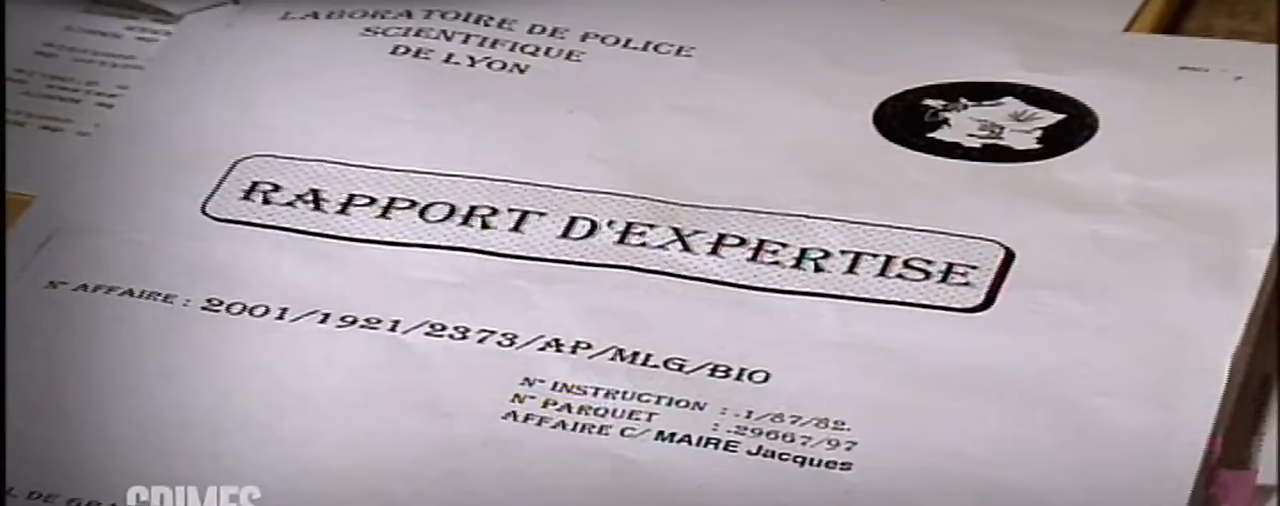 LABORATOIRE DE POLICE
SCIENTIFIQUE
DE LYON
RAPPORT D'EXPERTISE
N° AFFAIRE : 2001/1921/2373/AP/MLG/BIO
N° INSTRUCTION : .1/87/82.
N° PARQUET : .29667/97
AFFAIRE C/ MAIRE Jacques
DE
CRIMES